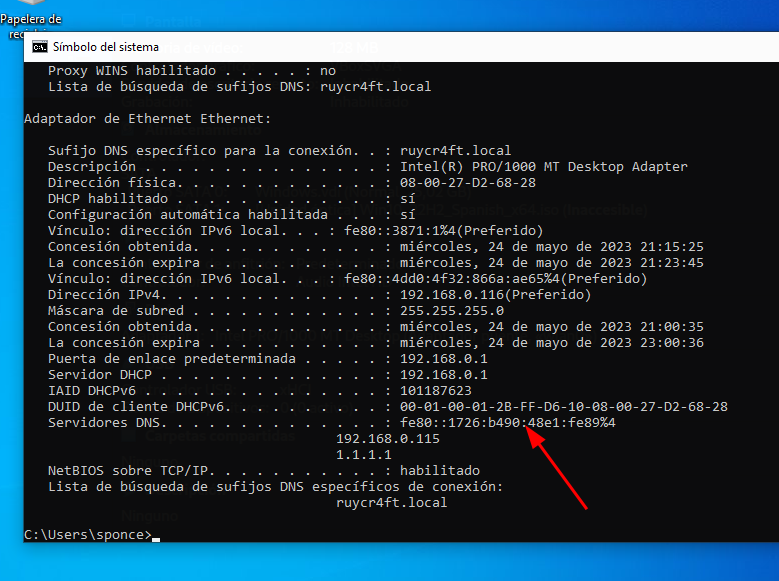 Papelera de
rec
Símbolo del sistema
Proxy WINS habilitado . . . . . : no
Lista de búsqueda de sufijos DNS: ruycr4ft.local
Adaptador de Ethernet Ethernet:
Sufijo DNS específico para la conexión. . : ruycr4ft.local
Descripción . . . . . . . . . . . . . . . : Intel(R) PRO/1000 MT Desktop Adapter
Dirección física. . . . . . . . . . . . . : 08-00-27-D2-68-28
DHCP habilitado . . . . . . . . . . . . . : sí
Configuración automática habilitada . . . : sí
Vínculo: dirección IPv6 local. . . : fe80::3871:1%4(Preferido)
Concesión obtenida. . . . . . . . . . . . : miércoles, 24 de mayo de 2023 21:15:25
La concesión expira . . . . . . . . . . . : miércoles, 24 de mayo de 2023 21:23:45
Vínculo: dirección IPv6 local. . . : fe80::4dd0:4f32:866a:ae65%4(Preferido)
Dirección IPv4. . . . . . . . . . . . . . : 192.168.0.116(Preferido)
Máscara de subred . . . . . . . . . . . . : 255.255.255.0
Concesión obtenida. . . . . . . . . . . . : miércoles, 24 de mayo de 2023 21:00:35
La concesión expira . . . . . . . . . . . : miércoles, 24 de mayo de 2023 23:00:36
Puerta de enlace predeterminada . . . . . : 192.168.0.1
Servidor DHCP . . . . . . . . . . . . . . : 192.168.0.1
IAID DHCPv6 . . . . . . . . . . . . . . . : 101187623
DUID de cliente DHCPv6. . . . . . . . . . : 00-01-00-01-2B-FF-D6-10-08-00-27-D2-68-28
Servidores DNS. . . . . . . . . . . . . . : fe80::1726:b490:48e1:fe89%4
192.168.0.115
1.1.1.1
NetBIOS sobre TCP/IP. . . . . . . . . . . : habilitado
Lista de búsqueda de sufijos DNS específicos de conexión:
ruycr4ft.local
C:\Users\sponce>